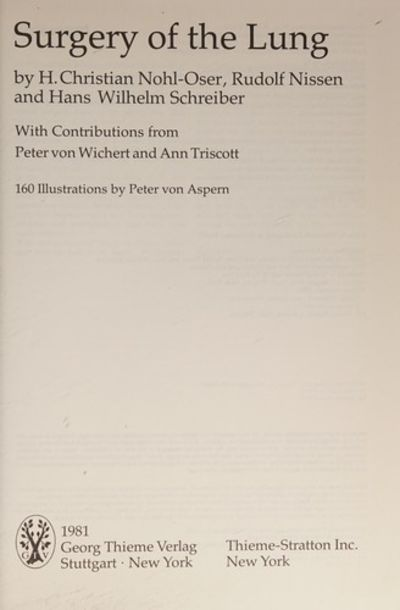 Surgery of the Lung
by H. Christian Nohl-Oser, Rudolf Nissen
and Hans Wilhelm Schreiber
With Contributions from
Peter von Wichert and Ann Triscott
160 Illustrations by Peter von Aspern
G V
1981
Georg Thieme Verlag
Stuttgart · New York
Thieme-Stratton Inc.
New York